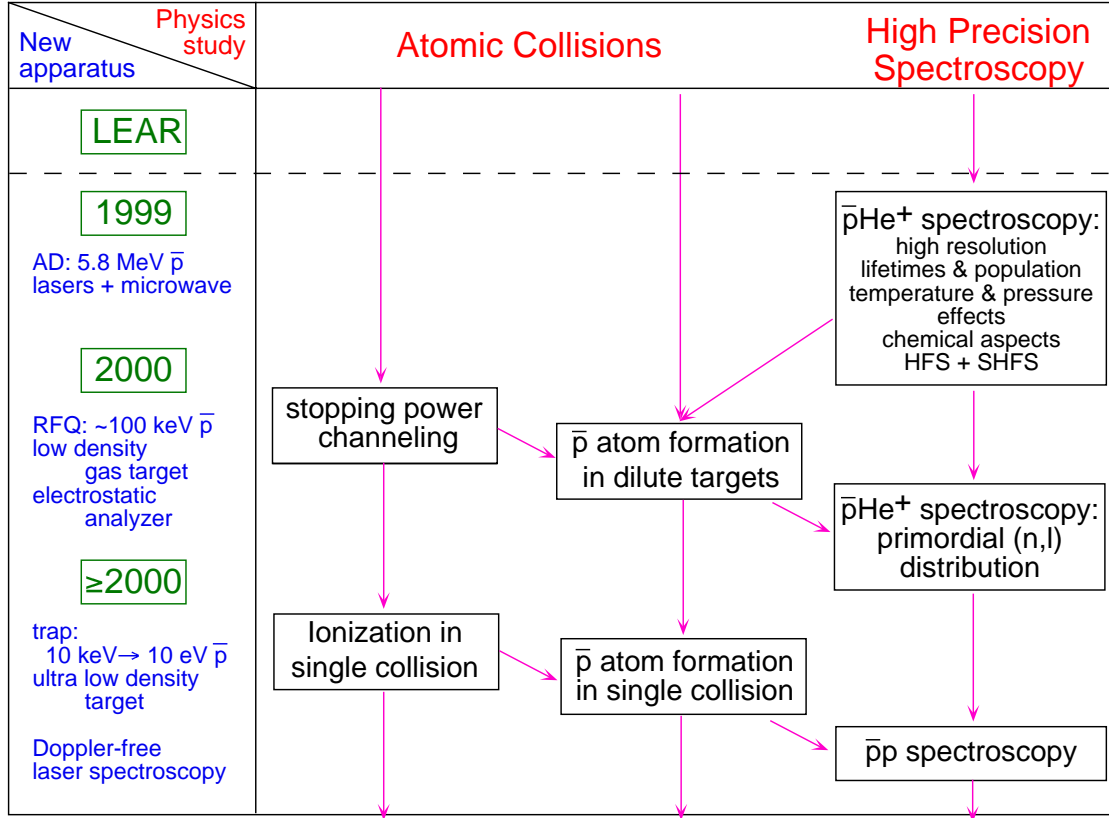 Physics
study
New
apparatus
Atomic Collisions
High Precision
Spectroscopy
LEAR
1999
AD: 5.8 MeV p̅
lasers + microwave
p̅He⁺ spectroscopy:
high resolution
lifetimes & population
temperature & pressure
effects
chemical aspects
HFS + SHFS
2000
RFQ: ~100 keV p̅
low density
gas target
electrostatic
analyzer
stopping power
channeling
p̅ atom formation
in dilute targets
p̅He⁺ spectroscopy:
primordial (n,l)
distribution
≥2000
trap:
10 keV→ 10 eV p̅
ultra low density
target
Doppler-free
laser spectroscopy
Ionization in
single collision
p̅ atom formation
in single collision
p̅p spectroscopy